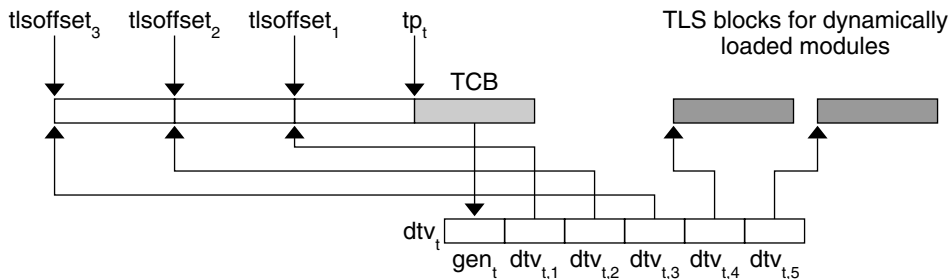 tlsoffset₃ tlsoffset₂ tlsoffset₁ tpₜ TLS blocks for dynamically
loaded modules
TCB
dtvₜ
genₜ dtvₜ,₁ dtvₜ,₂ dtvₜ,₃ dtvₜ,₄ dtvₜ,₅